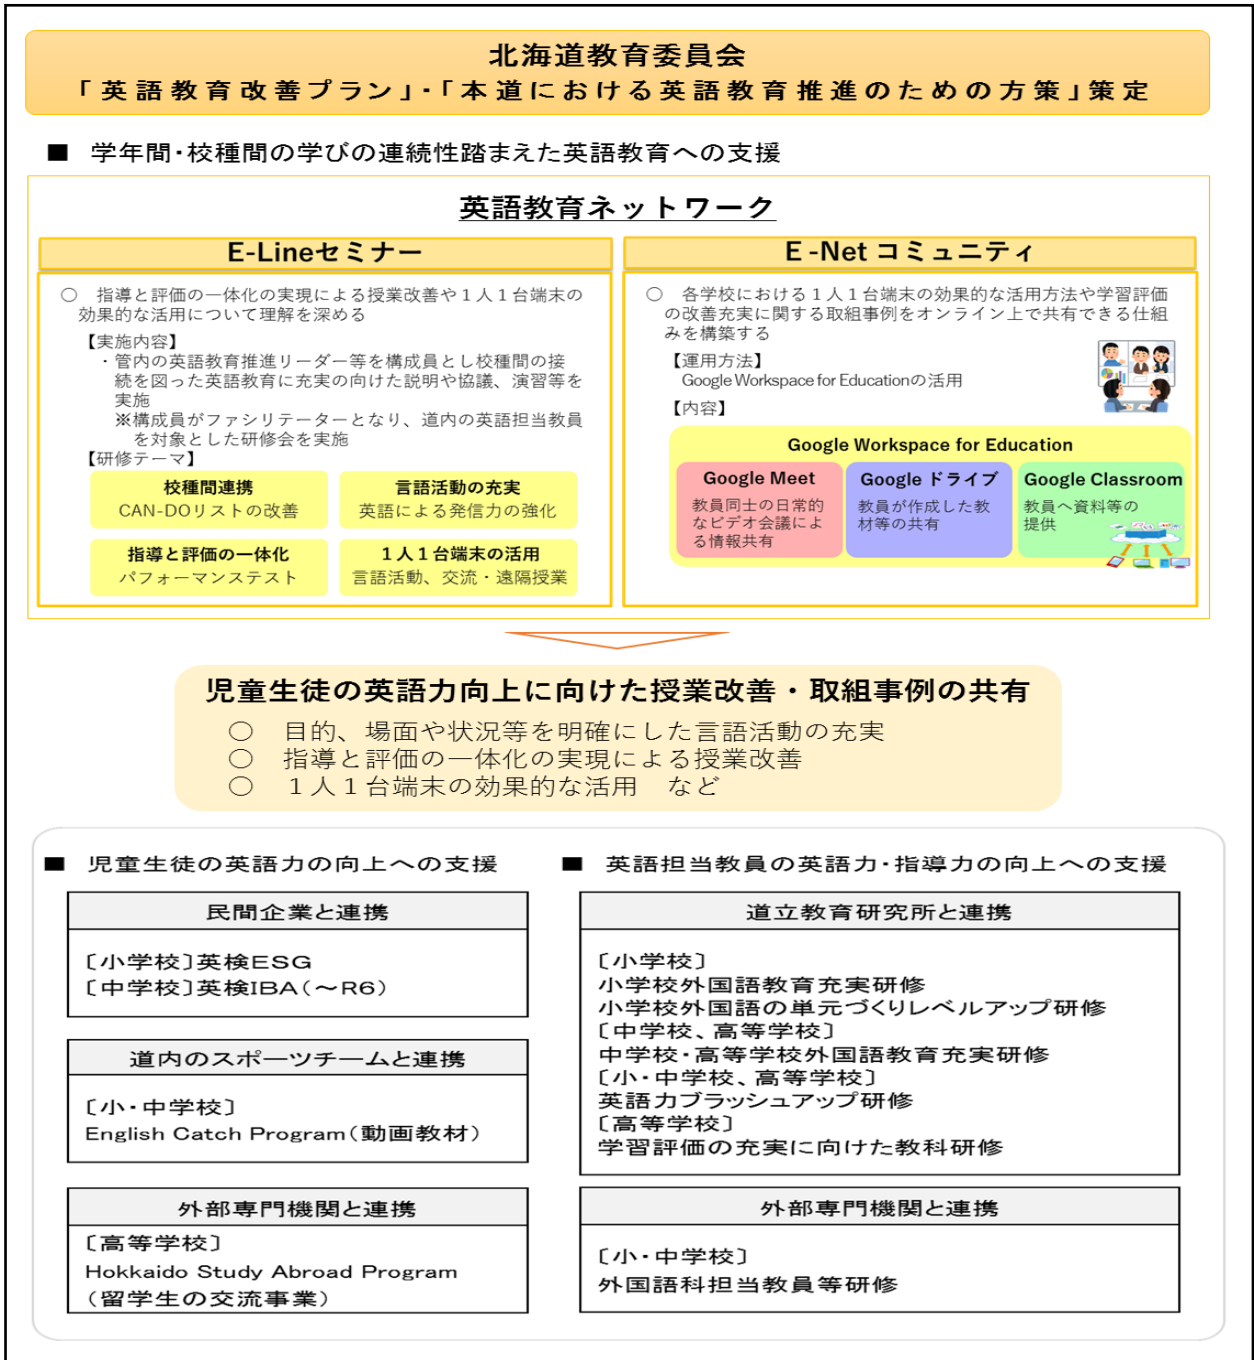 北海道教育委員会
「英語教育改善プラン」・「本道における英語教育推進のための方策」策定
■ 学年間・校種間の学びの連続性踏まえた英語教育への支援
英語教育ネットワーク
E-Lineセミナー
○ 指導と評価の一体化の実現による授業改善や１人１台端末の
効果的な活用について理解を深める
【実施内容】
・管内の英語教育推進リーダー等を構成員とし校種間の接
続を図った英語教育に充実の向けた説明や協議、演習等を
実施
※構成員がファシリテーターとなり、道内の英語担当教員
を対象とした研修会を実施
【研修テーマ】
校種間連携
CAN-DOリストの改善
言語活動の充実
英語による発信力の強化
指導と評価の一体化
パフォーマンステスト
１人１台端末の活用
言語活動、交流・遠隔授業
E-Net コミュニティ
○ 各学校における１人１台端末の効果的な活用方法や学習評価
の改善充実に関する取組事例をオンライン上で共有できる仕組
みを構築する
【運用方法】
Google Workspace for Educationの活用
【内容】
Google Workspace for Education
Google Meet
教員同士の日常的
なビデオ会議によ
る情報共有
Google ドライブ
教員が作成した教
材等の共有
Google Classroom
教員へ資料等の
提供
児童生徒の英語力向上に向けた授業改善・取組事例の共有
○ 目的、場面や状況等を明確にした言語活動の充実
○ 指導と評価の一体化の実現による授業改善
○ １人１台端末の効果的な活用 など
■ 児童生徒の英語力の向上への支援
民間企業と連携
〔小学校〕英検ESG
〔中学校〕英検IBA（～R6）
道内のスポーツチームと連携
〔小・中学校〕
English Catch Program（動画教材）
外部専門機関と連携
〔高等学校〕
Hokkaido Study Abroad Program
（留学生の交流事業）
■ 英語担当教員の英語力・指導力の向上への支援
道立教育研究所と連携
〔小学校〕
小学校外国語教育充実研修
小学校外国語の単元づくりレベルアップ研修
〔中学校、高等学校〕
中学校・高等学校外国語教育充実研修
〔小・中学校、高等学校〕
英語力ブラッシュアップ研修
〔高等学校〕
学習評価の充実に向けた教科研修
外部専門機関と連携
〔小・中学校〕
外国語科担当教員等研修